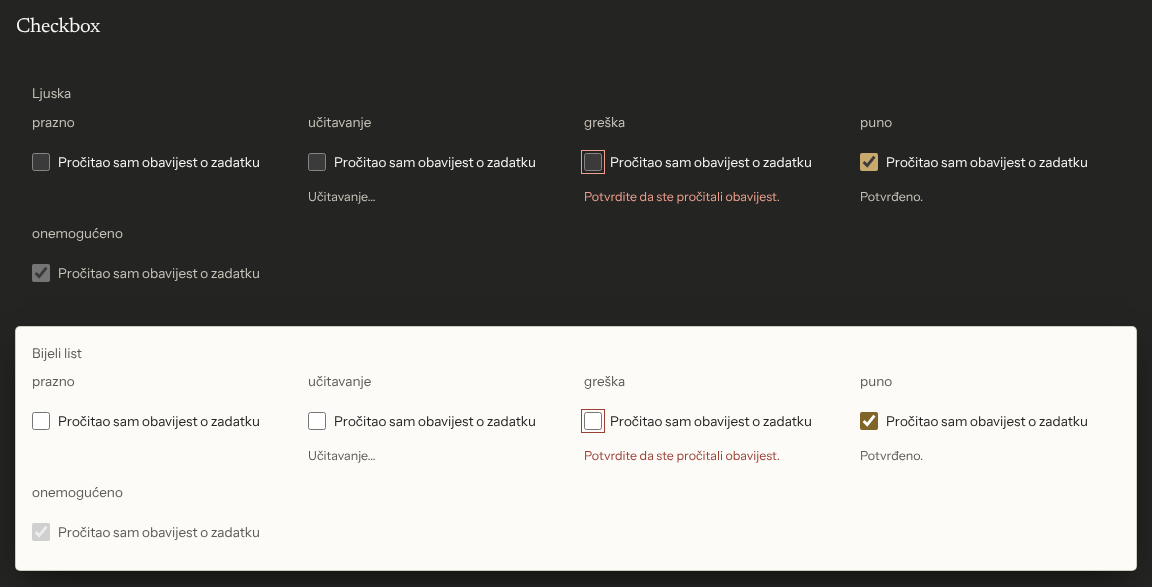 Checkbox
Ljuska
prazno
učitavanje
greška
puno
Pročitao sam obavijest o zadatku
Pročitao sam obavijest o zadatku
Pročitao sam obavijest o zadatku
Pročitao sam obavijest o zadatku
Učitavanje...
Potvrdite da ste pročitali obavijest.
Potvrđeno.
onemogućeno
Pročitao sam obavijest o zadatku
Bijeli list
prazno
učitavanje
greška
puno
Pročitao sam obavijest o zadatku
Pročitao sam obavijest o zadatku
Pročitao sam obavijest o zadatku
Pročitao sam obavijest o zadatku
Učitavanje...
Potvrdite da ste pročitali obavijest.
Potvrđeno.
onemogućeno
Pročitao sam obavijest o zadatku